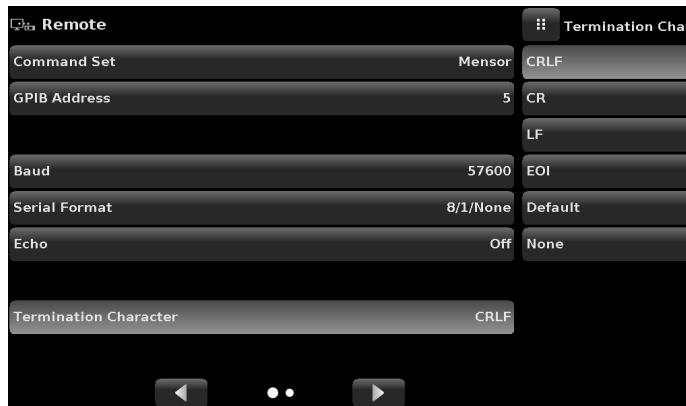 Remote
Command Set Mensor
GPIB Address 5
Baud 57600
Serial Format 8/1/None
Echo Off
Termination Character CRLF
Termination Cha
CRLF
CR
LF
EOI
Default
None